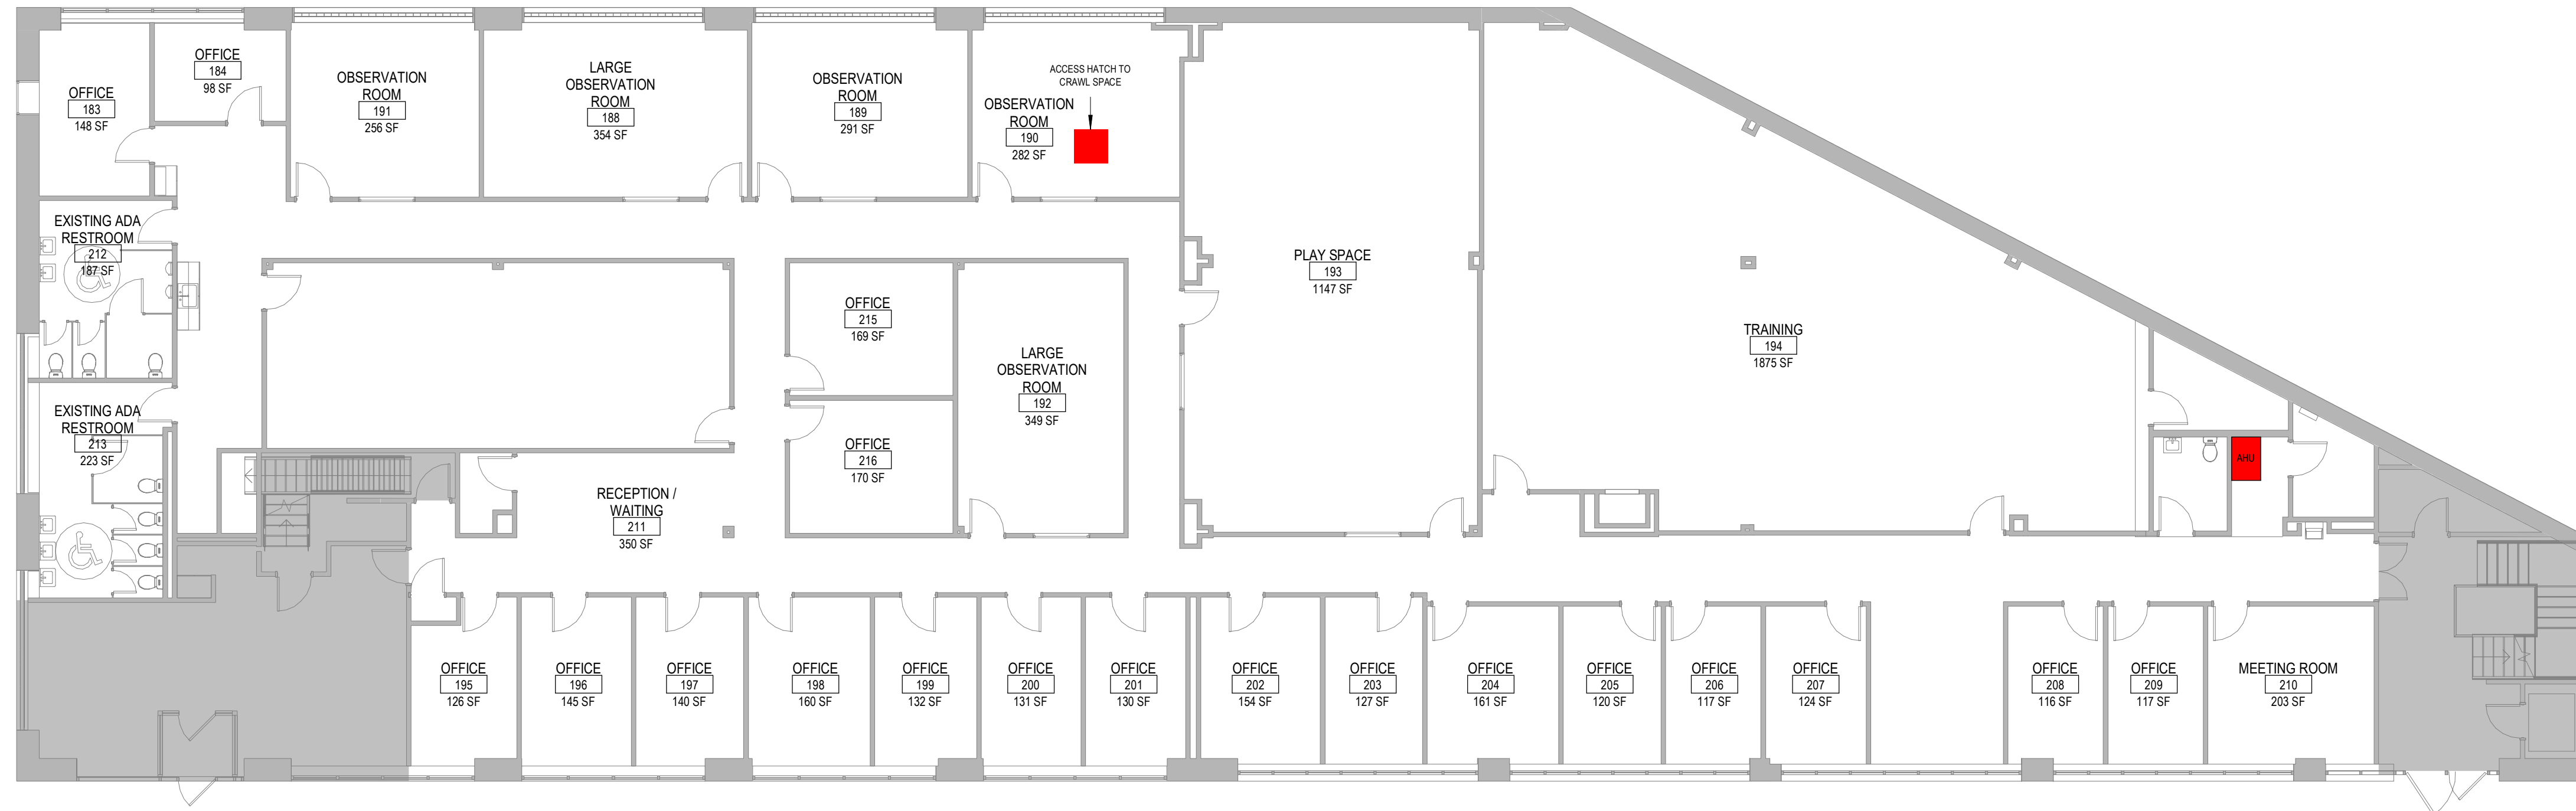 OFFICE
183
148 SF
OFFICE
184
98 SF
OBSERVATION
ROOM
191
256 SF
LARGE
OBSERVATION
ROOM
188
354 SF
OBSERVATION
ROOM
189
291 SF
ACCESS HATCH TO
CRAWL SPACE
OBSERVATION
ROOM
190
282 SF
EXISTING ADA
RESTROOM
212
187 SF
PLAY SPACE
193
1147 SF
TRAINING
194
1875 SF
OFFICE
215
169 SF
LARGE
OBSERVATION
ROOM
192
349 SF
EXISTING ADA
RESTROOM
213
223 SF
OFFICE
216
170 SF
AHU
RECEPTION /
WAITING
211
350 SF
OFFICE
195
126 SF
OFFICE
196
145 SF
OFFICE
197
140 SF
OFFICE
198
160 SF
OFFICE
199
132 SF
OFFICE
200
131 SF
OFFICE
201
130 SF
OFFICE
202
154 SF
OFFICE
203
127 SF
OFFICE
204
161 SF
OFFICE
205
120 SF
OFFICE
206
117 SF
OFFICE
207
124 SF
OFFICE
208
116 SF
OFFICE
209
117 SF
MEETING ROOM
210
203 SF